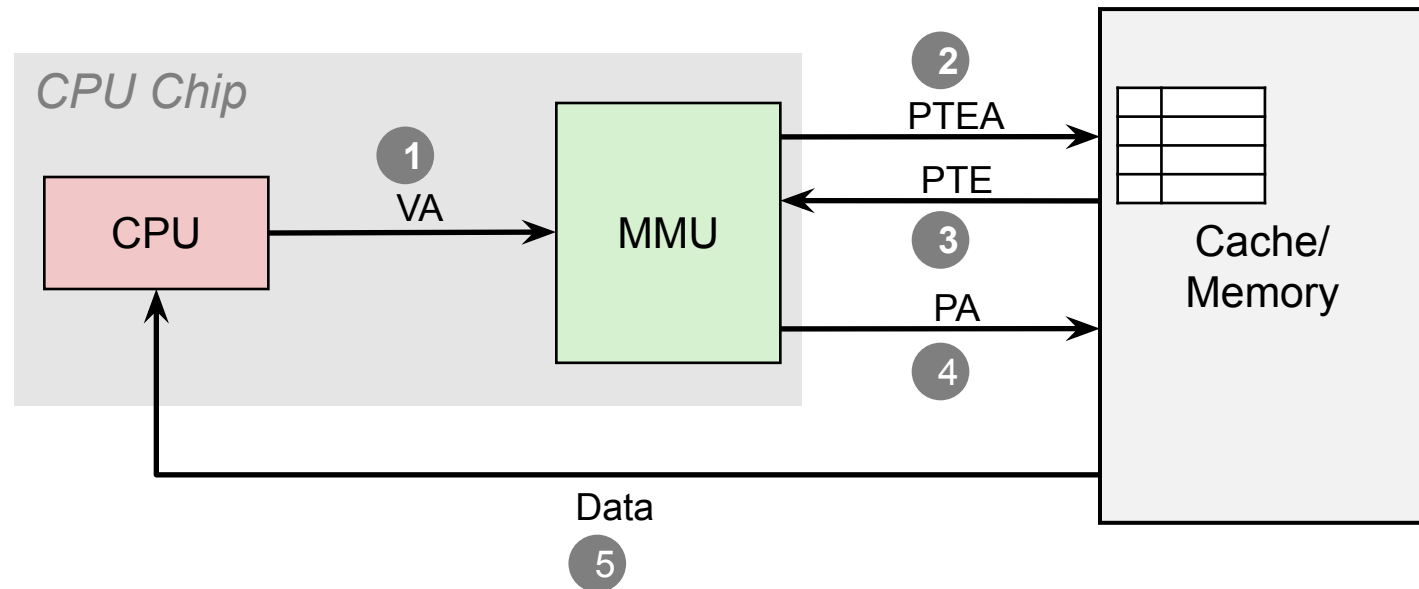 2
CPU Chip
PTEA
1
PTE
VA
CPU
MMU
3
Cache/
Memory
PA
4
Data
5